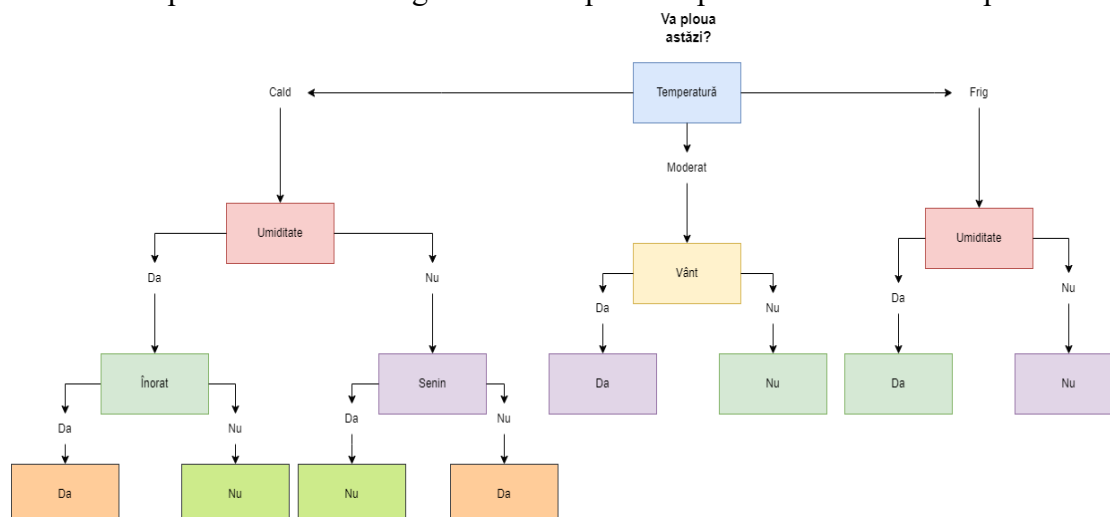 Va ploua
astăzi?
Cald
Temperatură
Frig
Moderat
Umiditate
Umiditate
Vânt
Da
Nu
Da
Nu
Da
Nu
Înorat
Senin
Da
Nu
Da
Nu
Da
Nu
Da
Nu
Da
Nu
Nu
Da